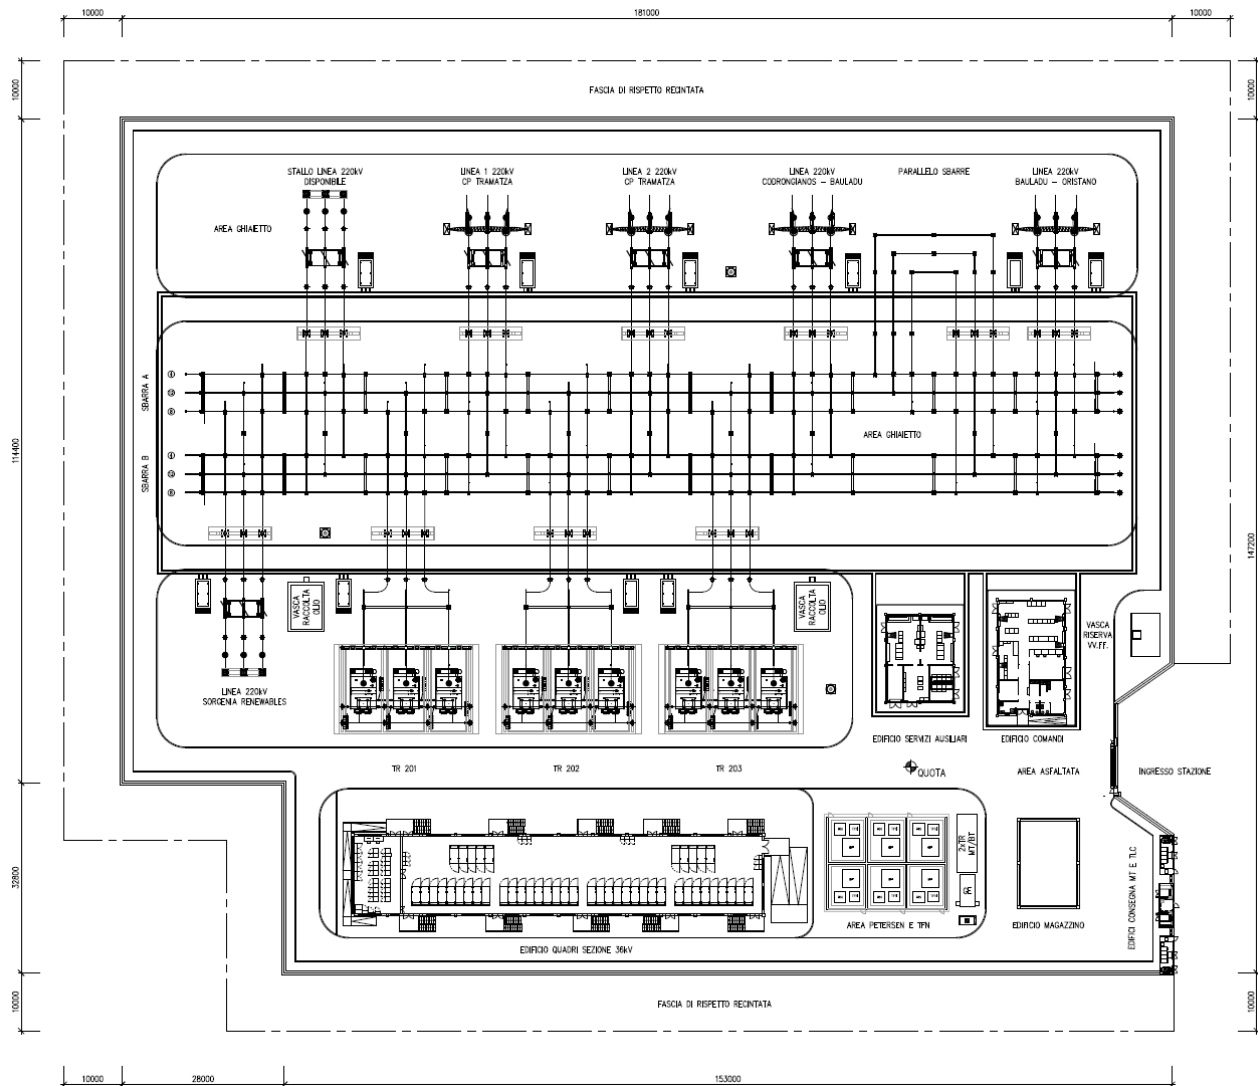 10000
181000
10000
10000
10000
FASCIA DI RISPETTO RECINTATA
STALLO LINEA 220kV
DISPONIBILE
LINEA 1 220kV
CP TRAMATZA
LINEA 2 220kV
CP TRAMATZA
LINEA 220kV
CODRONGIANOS - BAULADU
PARALLELO SBARRE
LINEA 220kV
BAULADU - ORISTANO
AREA GHIAIETTO
SBARRA A
AREA GHIAIETTO
SBARRA B
114400
147200
VASCA
RACCOLTA
OLIO
VASCA
RACCOLTA
OLIO
VASCA
RISERVA
VV.FF.
LINEA 220kV
SORGENIA RENEWABLES
EDIFICIO SERVIZI AUSILIARI
EDIFICIO COMANDI
TR 201
TR 202
TR 203
QUOTA
AREA ASFALTATA
INGRESSO STAZIONE
2xTR
MT/BT
32800
EDIFICI CONSEGNA MT E TLC
EDIFICIO QUADRI SEZIONE 36kV
AREA PETERSEN E TFN
EDIFICIO MAGAZZINO
10000
FASCIA DI RISPETTO RECINTATA
10000
10000
28000
153000